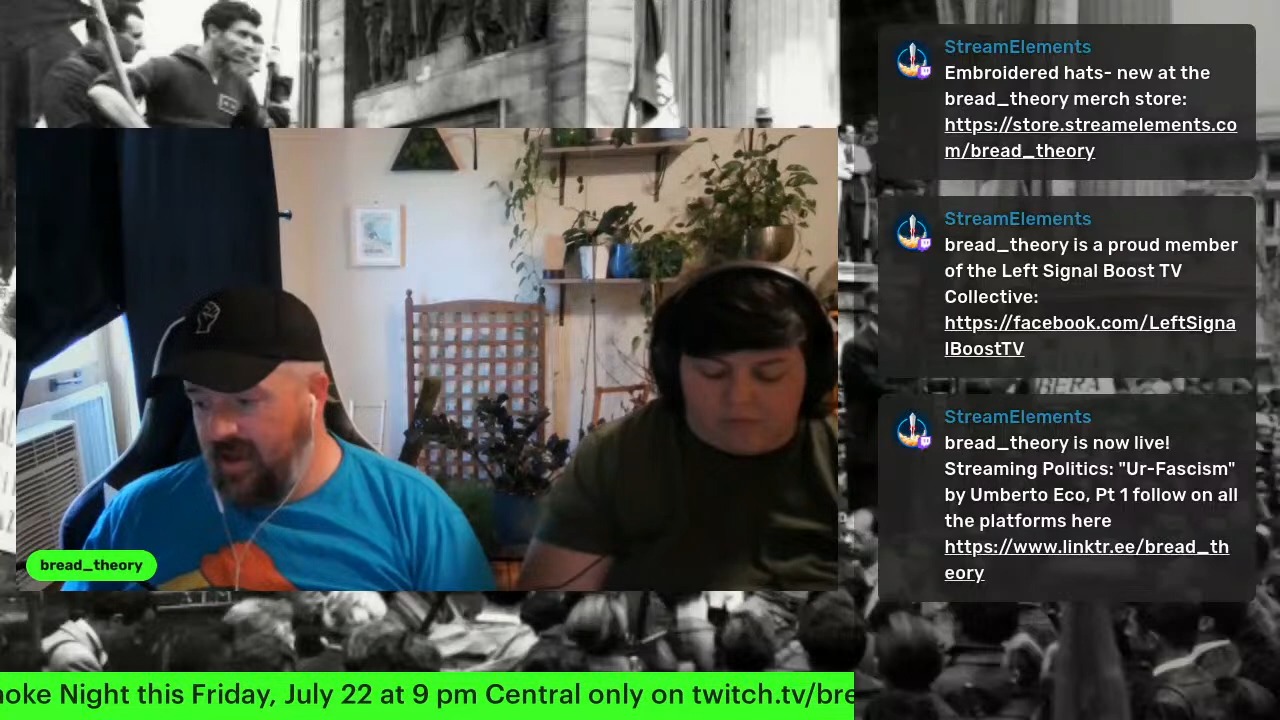 StreamElements
Embroidered hats- new at the
bread_theory merch store:
https://store.streamelements.co
m/bread_theory
StreamElements
bread_theory is a proud member
of the Left Signal Boost TV
Collective:
https://facebook.com/LeftSigna
lBoostTV
StreamElements
bread_theory is now live!
Streaming Politics: "Ur-Fascism"
by Umberto Eco, Pt 1 follow on all
the platforms here
https://www.linktr.ee/bread_th
eory
bread_theory
oke Night this Friday, July 22 at 9 pm Central only on twitch.tv/bre